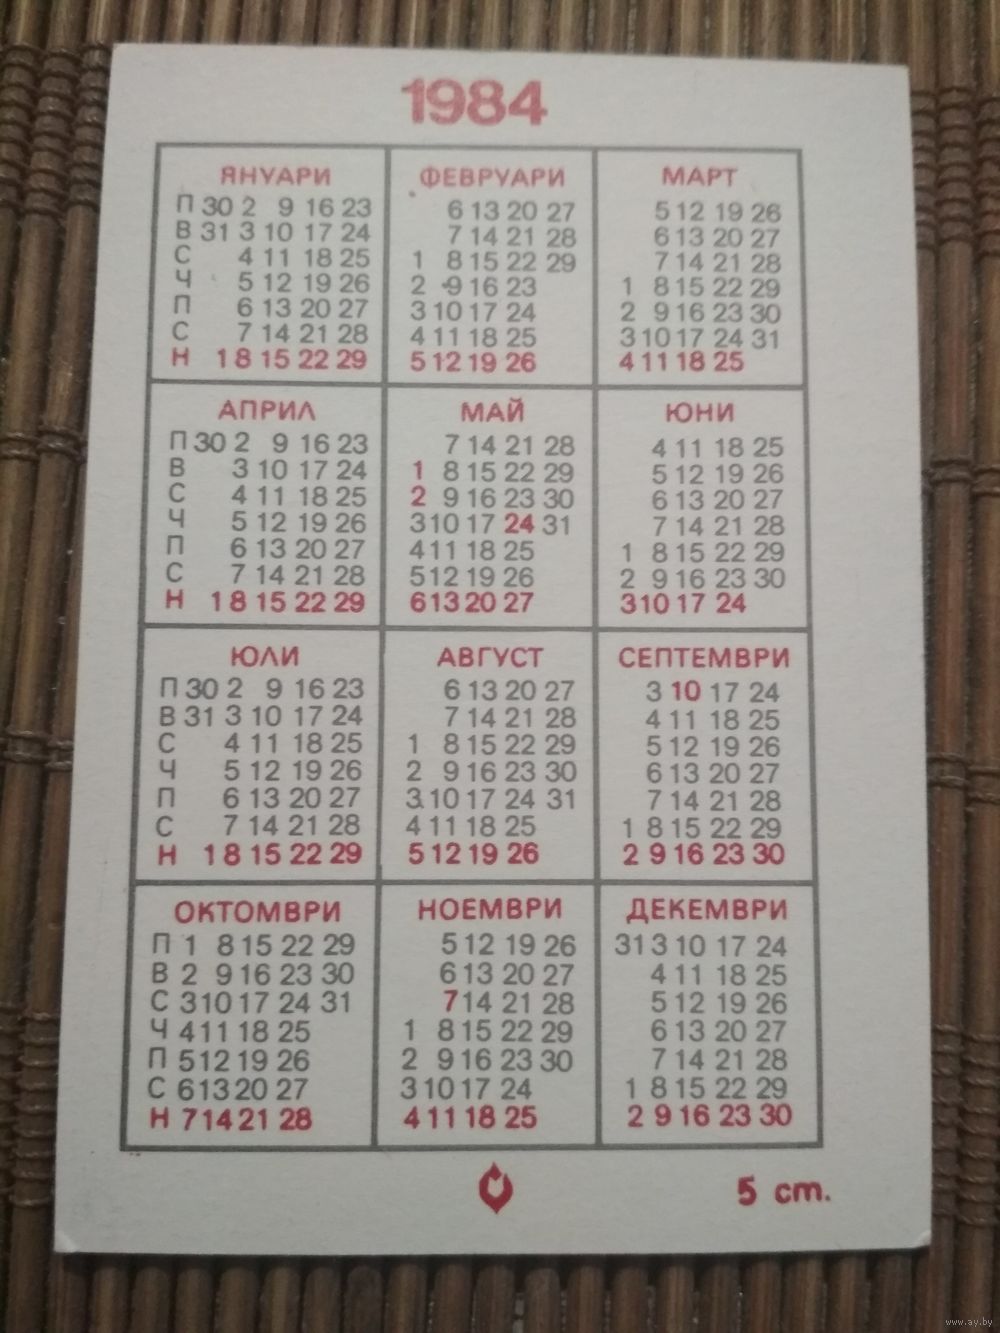 1984
ЯНУАРИ
П 30 2 9 16 23
В 31 3 10 17 24
С 4 11 18 25
Ч 5 12 19 26
П 6 13 20 27
С 7 14 21 28
Н 1 8 15 22 29
ФЕВРУАРИ
6 13 20 27
7 14 21 28
1 8 15 22 29
2 9 16 23
3 10 17 24
4 11 18 25
5 12 19 26
МАРТ
5 12 19 26
6 13 20 27
7 14 21 28
1 8 15 22 29
2 9 16 23 30
3 10 17 24 31
4 11 18 25
АПРИЛ
П 30 2 9 16 23
В 3 10 17 24
С 4 11 18 25
Ч 5 12 19 26
П 6 13 20 27
С 7 14 21 28
Н 1 8 15 22 29
МАЙ
7 14 21 28
1 8 15 22 29
2 9 16 23 30
3 10 17 24 31
4 11 18 25
5 12 19 26
6 13 20 27
ЮНИ
4 11 18 25
5 12 19 26
6 13 20 27
7 14 21 28
1 8 15 22 29
2 9 16 23 30
3 10 17 24
ЮЛИ
П 30 2 9 16 23
В 31 3 10 17 24
С 4 11 18 25
Ч 5 12 19 26
П 6 13 20 27
С 7 14 21 28
Н 1 8 15 22 29
АВГУСТ
6 13 20 27
7 14 21 28
1 8 15 22 29
2 9 16 23 30
3 10 17 24 31
4 11 18 25
5 12 19 26
СЕПТЕМВРИ
3 10 17 24
4 11 18 25
5 12 19 26
6 13 20 27
7 14 21 28
1 8 15 22 29
2 9 16 23 30
ОКТОМВРИ
П 1 8 15 22 29
В 2 9 16 23 30
С 3 10 17 24 31
Ч 4 11 18 25
П 5 12 19 26
С 6 13 20 27
Н 7 14 21 28
НОЕМВРИ
5 12 19 26
6 13 20 27
7 14 21 28
1 8 15 22 29
2 9 16 23 30
3 10 17 24
4 11 18 25
ДЕКЕМВРИ
31 3 10 17 24
4 11 18 25
5 12 19 26
6 13 20 27
7 14 21 28
1 8 15 22 29
2 9 16 23 30
5 ст.
www.ay.by